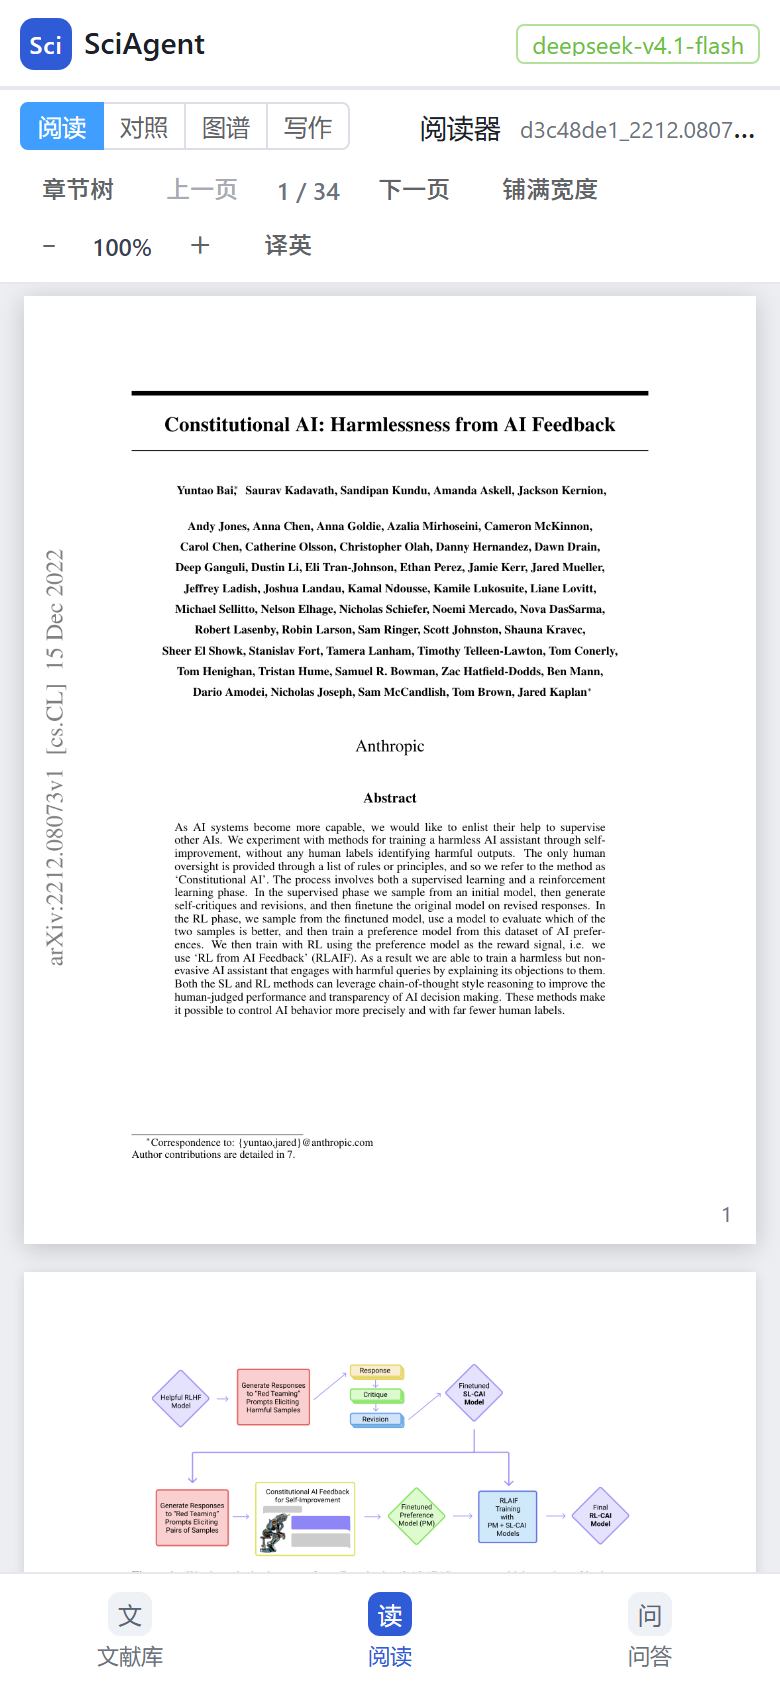 Sci SciAgent deepseek-v4.1-flash
阅读 对照 图谱 写作 阅读器 d3c48de1_2212.0807...
章节树 上一页 1 / 34 下一页 铺满宽度
- 100% + 译英
Constitutional AI: Harmlessness from AI Feedback
Yuntao Bai*, Saurav Kadavath, Sandipan Kundu, Amanda Askell, Jackson Kernion,
Andy Jones, Anna Chen, Anna Goldie, Azalia Mirhoseini, Cameron McKinnon,
Carol Chen, Catherine Olsson, Christopher Olah, Danny Hernandez, Dawn Drain,
Deep Ganguli, Dustin Li, Eli Tran-Johnson, Ethan Perez, Jamie Kerr, Jared Mueller,
Jeffrey Ladish, Joshua Landau, Kamal Ndousse, Kamile Lukosuite, Liane Lovitt,
Michael Sellitto, Nelson Elhage, Nicholas Schiefer, Noemi Mercado, Nova DasSarma,
Robert Lasenby, Robin Larson, Sam Ringer, Scott Johnston, Shauna Kravec,
Sheer El Showk, Stanislav Fort, Tamera Lanham, Timothy Telleen-Lawton, Tom Conerly,
Tom Henighan, Tristan Hume, Samuel R. Bowman, Zac Hatfield-Dodds, Ben Mann,
Dario Amodei, Nicholas Joseph, Sam McCandlish, Tom Brown, Jared Kaplan*
Anthropic
arXiv:2212.08073v1 [cs.CL] 15 Dec 2022
Abstract
As AI systems become more capable, we would like to enlist their help to supervise
other AIs. We experiment with methods for training a harmless AI assistant through self-
improvement, without any human labels identifying harmful outputs. The only human
oversight is provided through a list of rules or principles, and so we refer to the method as
‘Constitutional AI’. The process involves both a supervised learning and a reinforcement
learning phase. In the supervised phase we sample from an initial model, then generate
self-critiques and revisions, and then finetune the original model on revised responses. In
the RL phase, we sample from the finetuned model, use a model to evaluate which of the
two samples is better, and then train a preference model from this dataset of AI prefer-
ences. We then train with RL using the preference model as the reward signal, i.e. we
use ‘RL from AI Feedback’ (RLAIF). As a result we are able to train a harmless but non-
evasive AI assistant that engages with harmful queries by explaining its objections to them.
Both the SL and RL methods can leverage chain-of-thought style reasoning to improve the
human-judged performance and transparency of AI decision making. These methods make
it possible to control AI behavior more precisely and with far fewer human labels.
*Correspondence to: {yuntao,jared}@anthropic.com
Author contributions are detailed in 7.
1
Helpful RLHF
Model
Generate Responses
to "Red Teaming"
Prompts Eliciting
Harmful Samples
Response
Critique
Revision
Finetuned
SL-CAI
Model
Generate Responses
to "Red Teaming"
Prompts Eliciting
Pairs of Samples
Constitutional AI Feedback
for Self-Improvement
Finetuned
Preference
Model (PM)
RLAIF
Training
with
PM + SL-CAI
Models
Final
RL-CAI
Model
文 读 问
文献库 阅读 问答